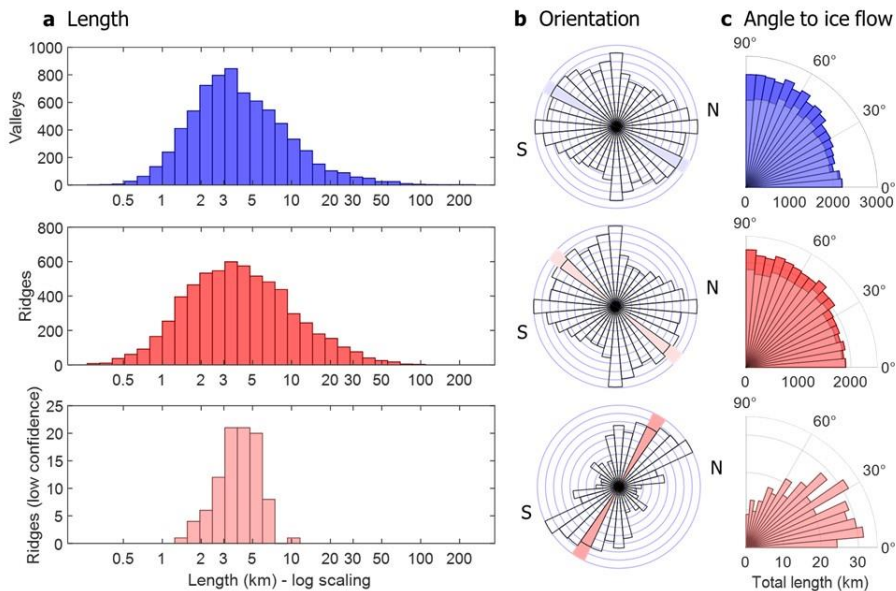 a Length
b Orientation
c Angle to ice flow
Valleys
1000
800
600
400
200
0
0.5 1 2 3 5 10 20 30 50 100 200
N
S
90°
60°
30°
0°
0 1000 2000 3000
Ridges
800
600
400
200
0
0.5 1 2 3 5 10 20 30 50 100 200
N
S
90°
60°
30°
0°
0 1000 2000
Ridges (low confidence)
25
20
15
10
5
0
0.5 1 2 3 5 10 20 30 50 100 200
Length (km) - log scaling
N
S
90°
60°
30°
0°
0 10 20 30
Total length (km)